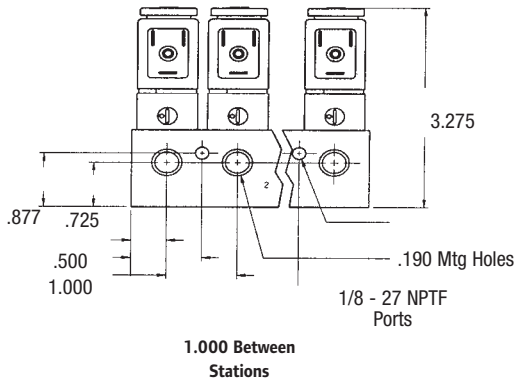 3.275
2
.877
.725
.500
.190 Mtg Holes
1.000
1/8 - 27 NPTF
Ports
1.000 Between
Stations